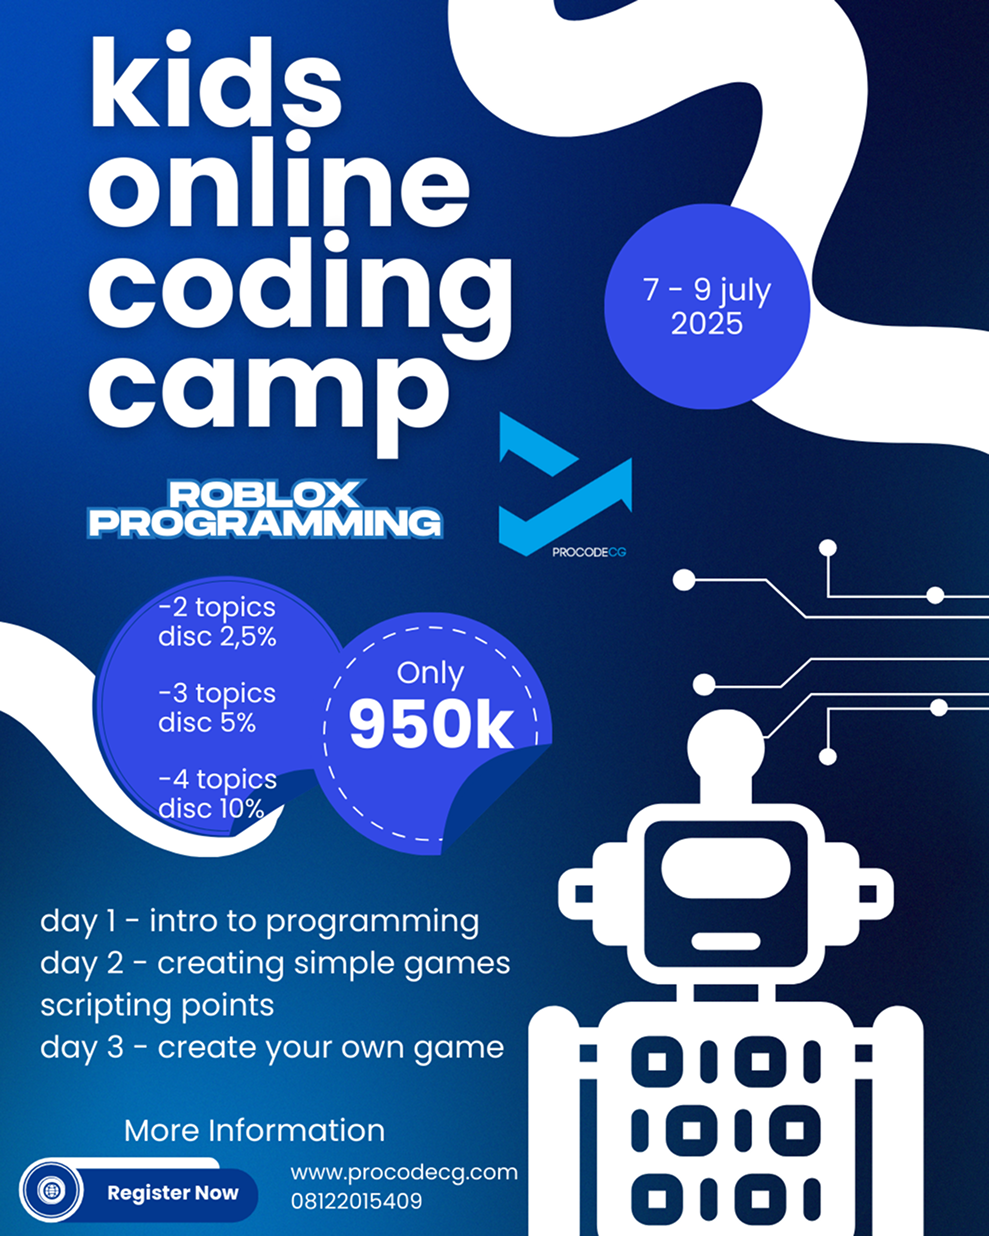 kids
online
coding
camp
7 - 9 july
2025
ROBLOX
PROGRAMMING
PROCODECG
-2 topics
disc 2,5%
-3 topics
disc 5%
-4 topics
disc 10%
Only
950k
day 1 - intro to programming
day 2 - creating simple games
scripting points
day 3 - create your own game
More Information
Register Now
www.procodecg.com
08122015409